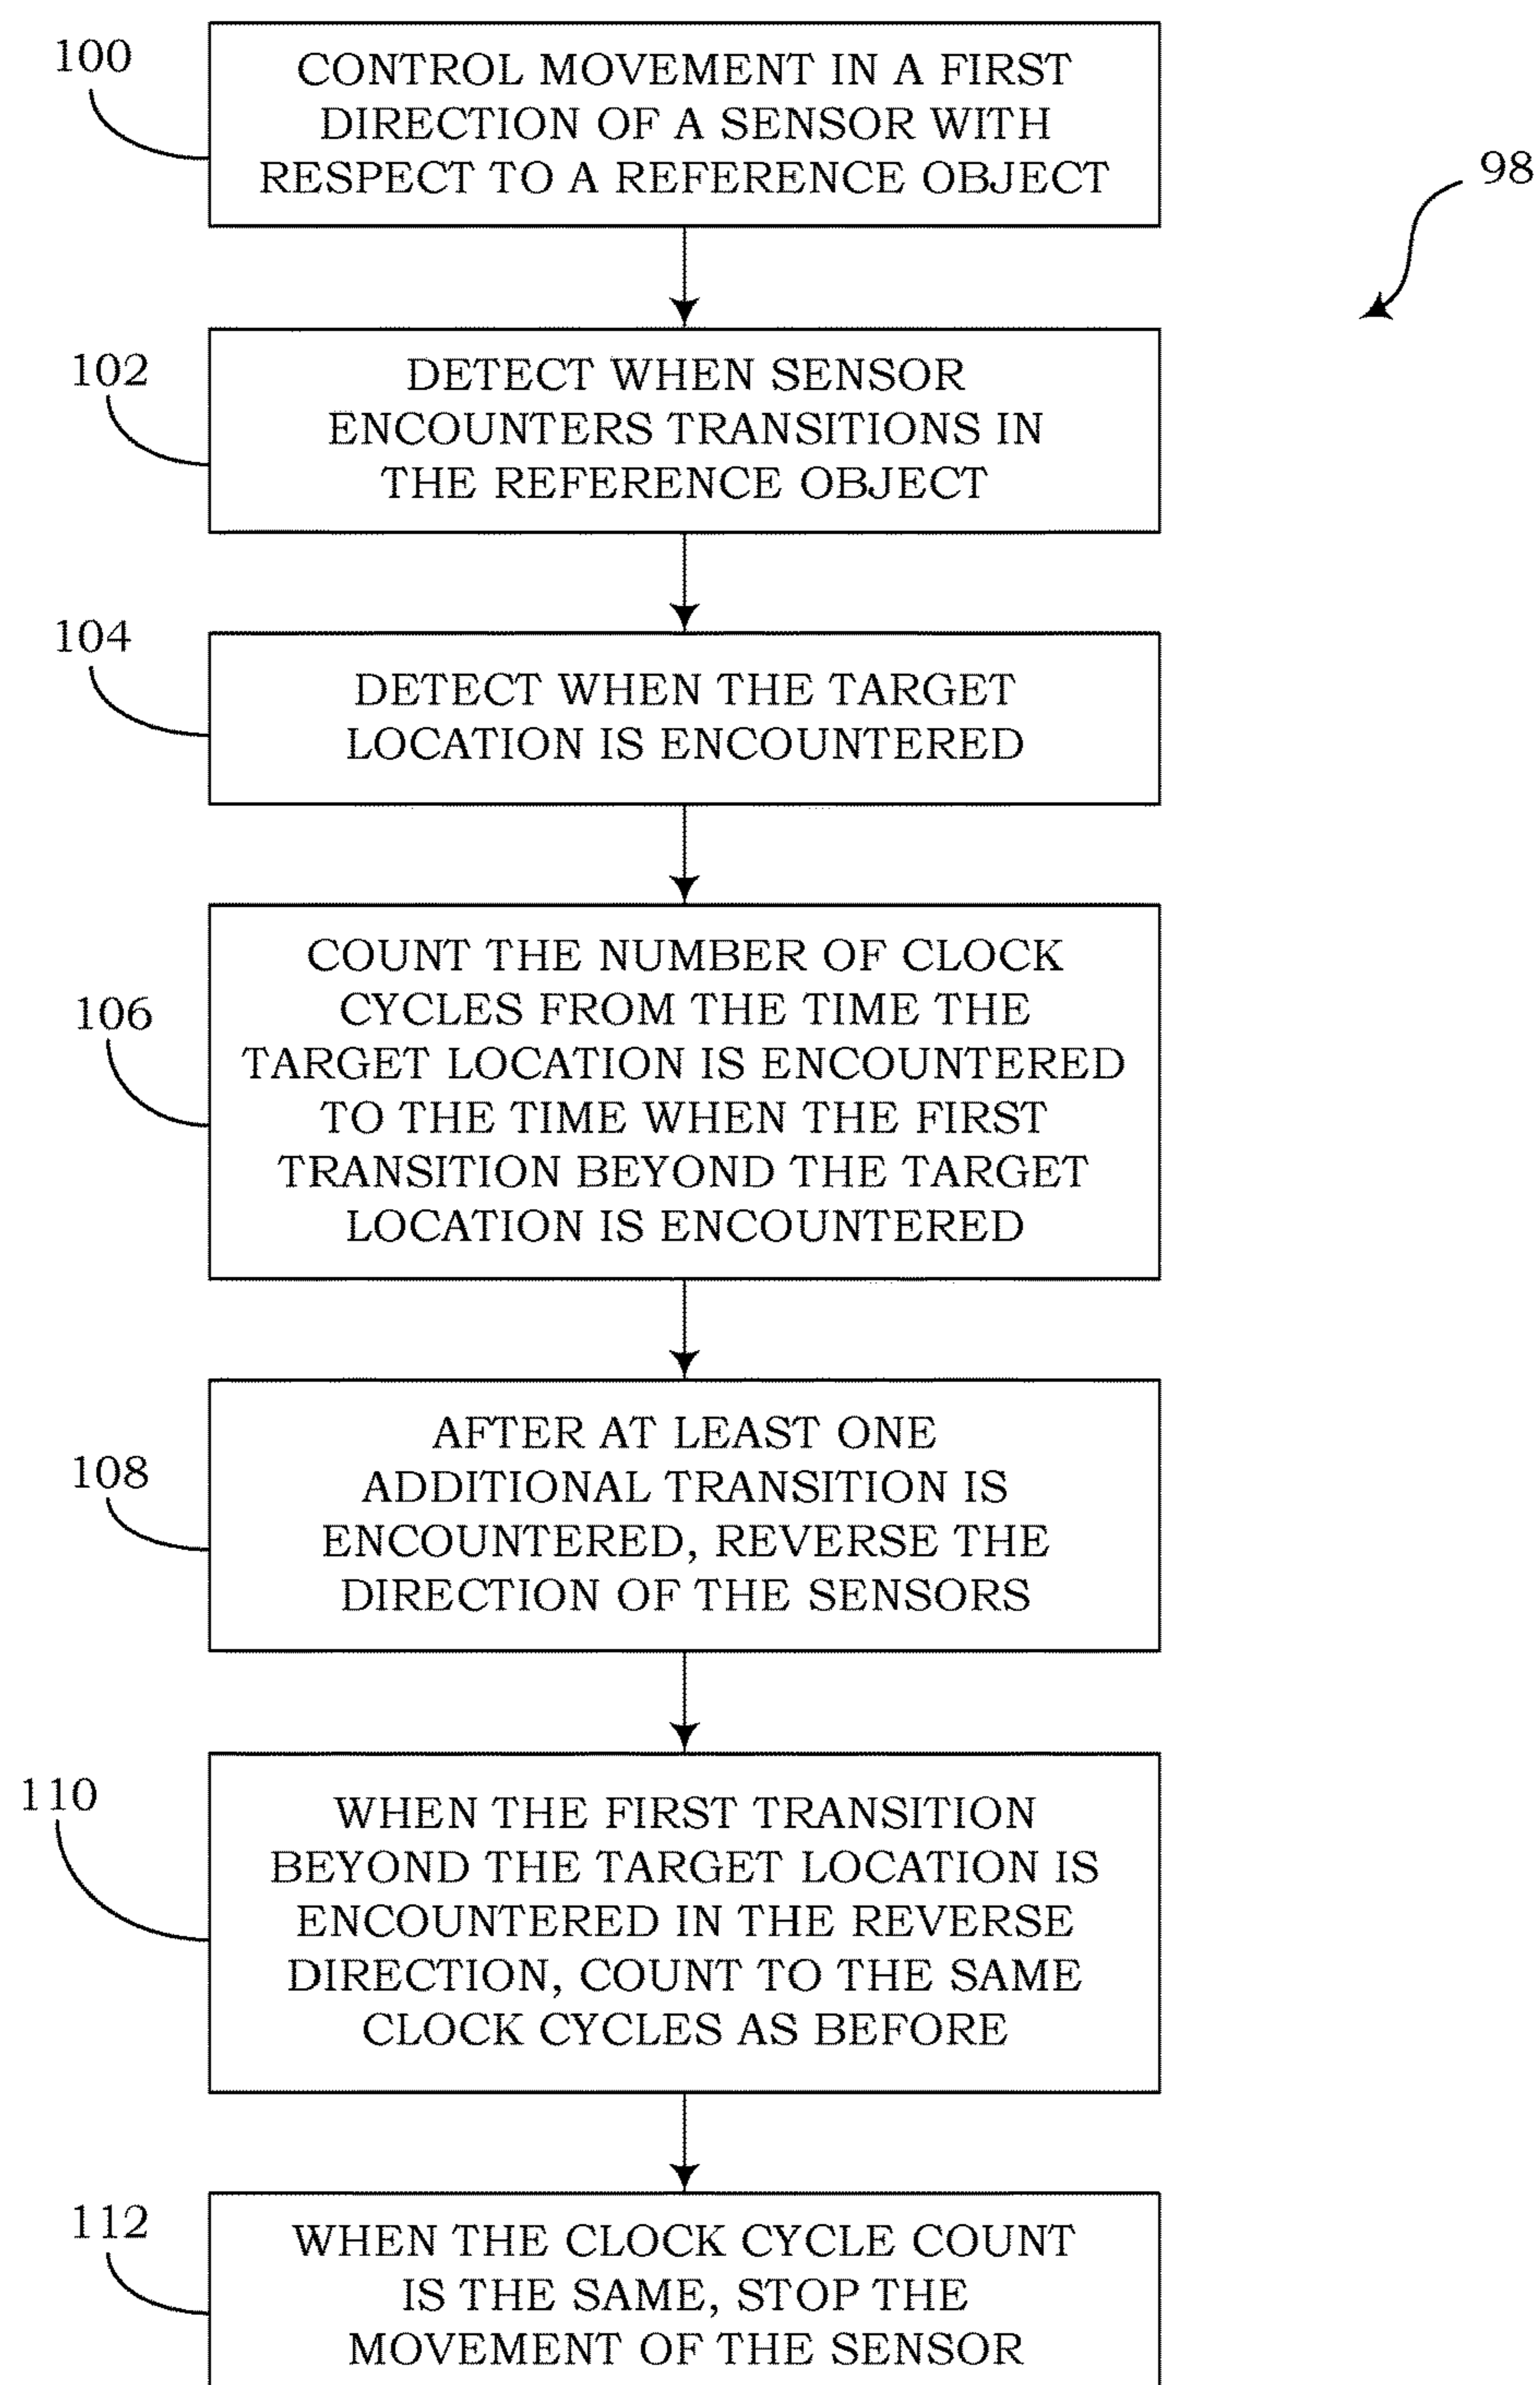 100
CONTROL MOVEMENT IN A FIRST
DIRECTION OF A SENSOR WITH
RESPECT TO A REFERENCE OBJECT
98
102
DETECT WHEN SENSOR
ENCOUNTERS TRANSITIONS IN
THE REFERENCE OBJECT
104
DETECT WHEN THE TARGET
LOCATION IS ENCOUNTERED
106
COUNT THE NUMBER OF CLOCK
CYCLES FROM THE TIME THE
TARGET LOCATION IS ENCOUNTERED
TO THE TIME WHEN THE FIRST
TRANSITION BEYOND THE TARGET
LOCATION IS ENCOUNTERED
108
AFTER AT LEAST ONE
ADDITIONAL TRANSITION IS
ENCOUNTERED, REVERSE THE
DIRECTION OF THE SENSORS
110
WHEN THE FIRST TRANSITION
BEYOND THE TARGET LOCATION IS
ENCOUNTERED IN THE REVERSE
DIRECTION, COUNT TO THE SAME
CLOCK CYCLES AS BEFORE
112
WHEN THE CLOCK CYCLE COUNT
IS THE SAME, STOP THE
MOVEMENT OF THE SENSOR